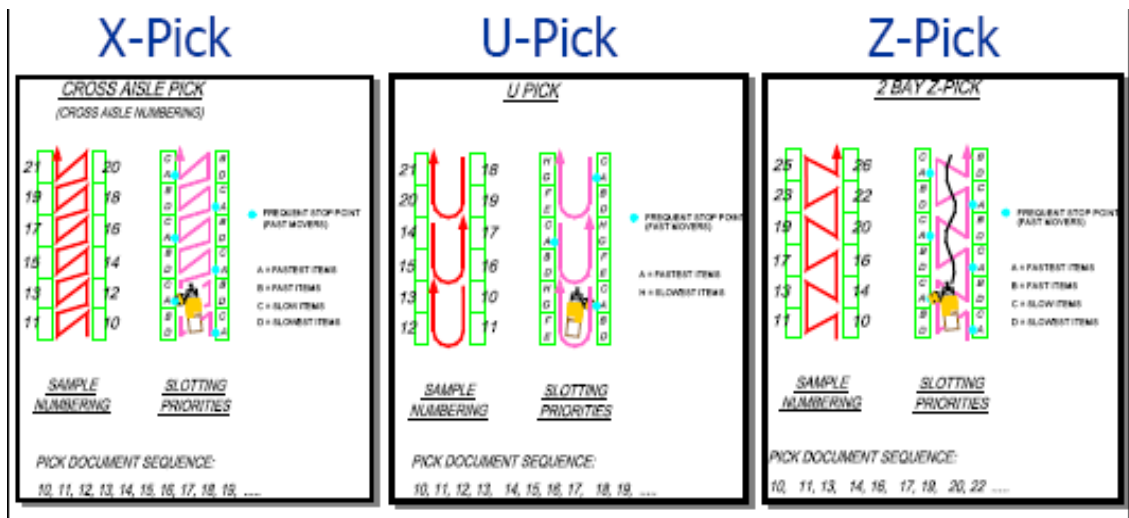 X-Pick
CROSS AISLE PICK
(CROSS AISLE NUMBERING)
21 20
19 18
17 16
15 14
13 12
11 10
C A B D C A B D C A B D
B D C A B D C A B D C A
FREQUENT STOP POINT
(FAST MOVERS)
A = FASTEST ITEMS
B = FAST ITEMS
C = SLOW ITEMS
D = SLOWEST ITEMS
SAMPLE
NUMBERING
SLOTTING
PRIORITIES
PICK DOCUMENT SEQUENCE:
10, 11, 12, 13, 14, 15, 16, 17, 18, 19, .....
U-Pick
U PICK
21 18
20 19
14 17
15 16
13 10
12 11
H G F E C A B D H G F E
C A B D H G F E C A B D
FREQUENT STOP POINT
(FAST MOVERS)
A = FASTEST ITEMS
H = SLOWEST ITEMS
SAMPLE
NUMBERING
SLOTTING
PRIORITIES
PICK DOCUMENT SEQUENCE:
10, 11, 12, 13, 14, 15, 16, 17, 18, 19, .....
Z-Pick
2 BAY Z-PICK
25 26
23 22
19 20
17 16
13 14
11 10
C A B D C A B D C A B D
B D C A B D C A B D C A
FREQUENT STOP POINT
(FAST MOVERS)
A = FASTEST ITEMS
B = FAST ITEMS
C = SLOW ITEMS
D = SLOWEST ITEMS
SAMPLE
NUMBERING
SLOTTING
PRIORITIES
PICK DOCUMENT SEQUENCE:
10, 11, 13, 14, 16, 17, 19, 20, 22 .....